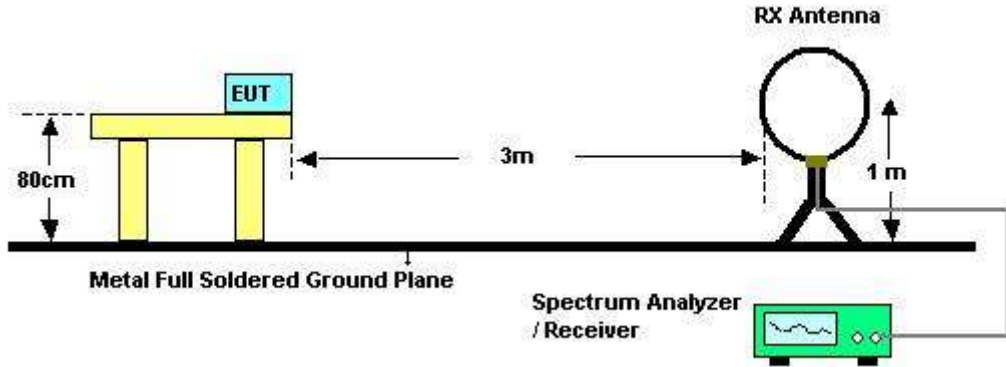 RX Antenna
EUT
3m
80cm
1 m
Metal Full Soldered Ground Plane
Spectrum Analyzer
/ Receiver